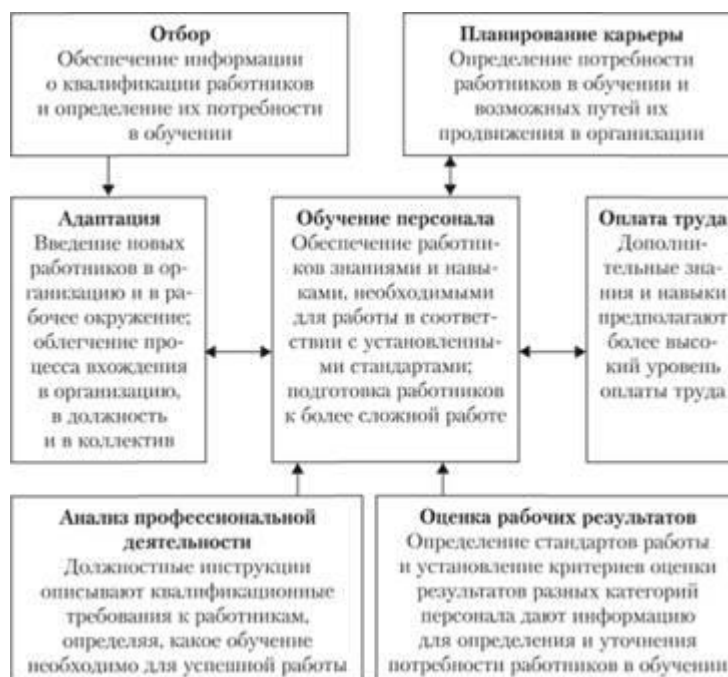 Отбор
Обеспечение информации
о квалификации работников
и определение их потребности
в обучении
Планирование карьеры
Определение потребности
работников в обучении и
возможных путей их
продвижения в организации
Адаптация
Введение новых
работников в ор-
ганизацию и в ра-
бочее окружение;
облегчение про-
цесса вхождения
в организацию,
в должность
и в коллектив
Обучение персонала
Обеспечение работни-
ков знаниями и навы-
ками, необходимыми
для работы в соответ-
ствии с установленны-
ми стандартами;
подготовка работников
к более сложной работе
Оплата труда
Дополни-
тельные зна-
ния и навыки
предполагают
более высо-
кий уровень
оплаты труда
Анализ профессиональной
деятельности
Должностные инструкции
описывают квалификационные
требования к работникам,
определяя, какое обучение
необходимо для успешной работы
Оценка рабочих результатов
Определение стандартов работы
и установление критериев оценки
результатов разных категорий
персонала дают информацию
для определения и уточнения
потребности работников в обучении